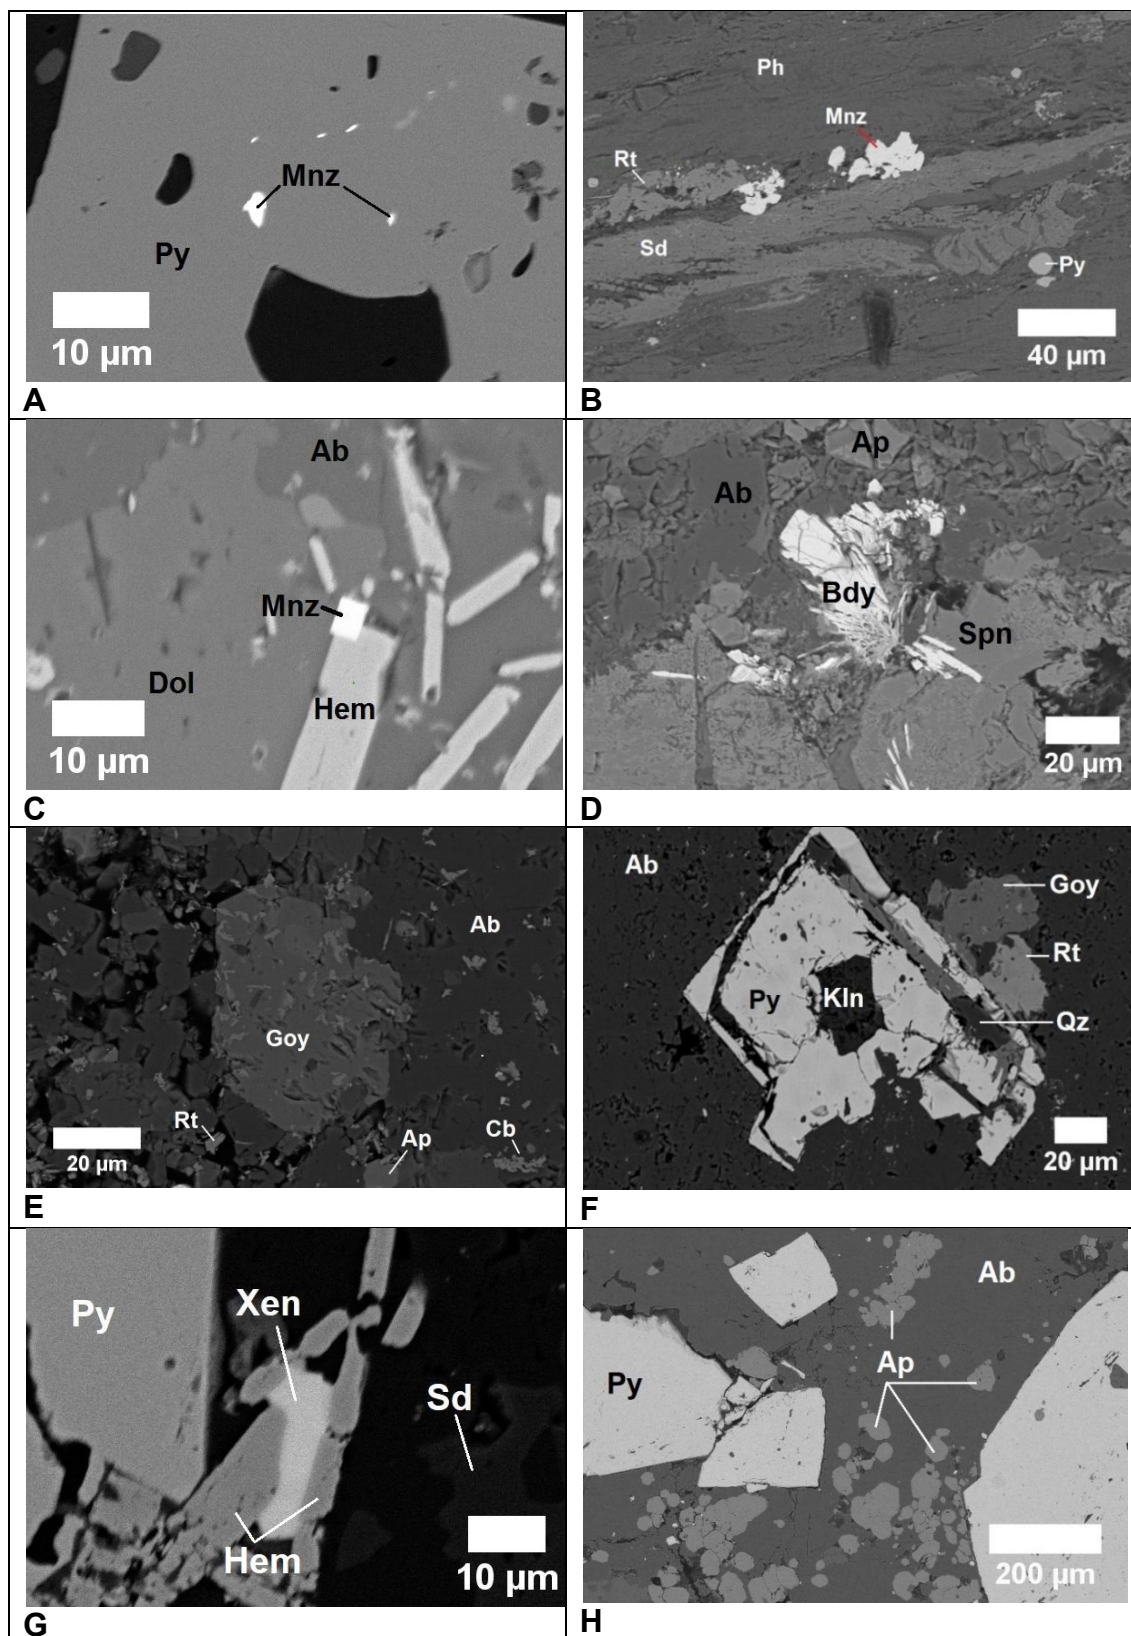 Mnz
Py
10 µm
A
Ph
Mnz
Rt
Sd
Py
40 µm
B
Ab
Mnz
Dol
Hem
10 µm
C
Ap
Ab
Bdy
Spn
20 µm
D
Ab
Goy
Rt
Ap
Cb
20 µm
E
Ab
Goy
Rt
Py
Kln
Qz
20 µm
F
Xen
Py
Sd
Hem
10 µm
G
Ab
Ap
Py
200 µm
H